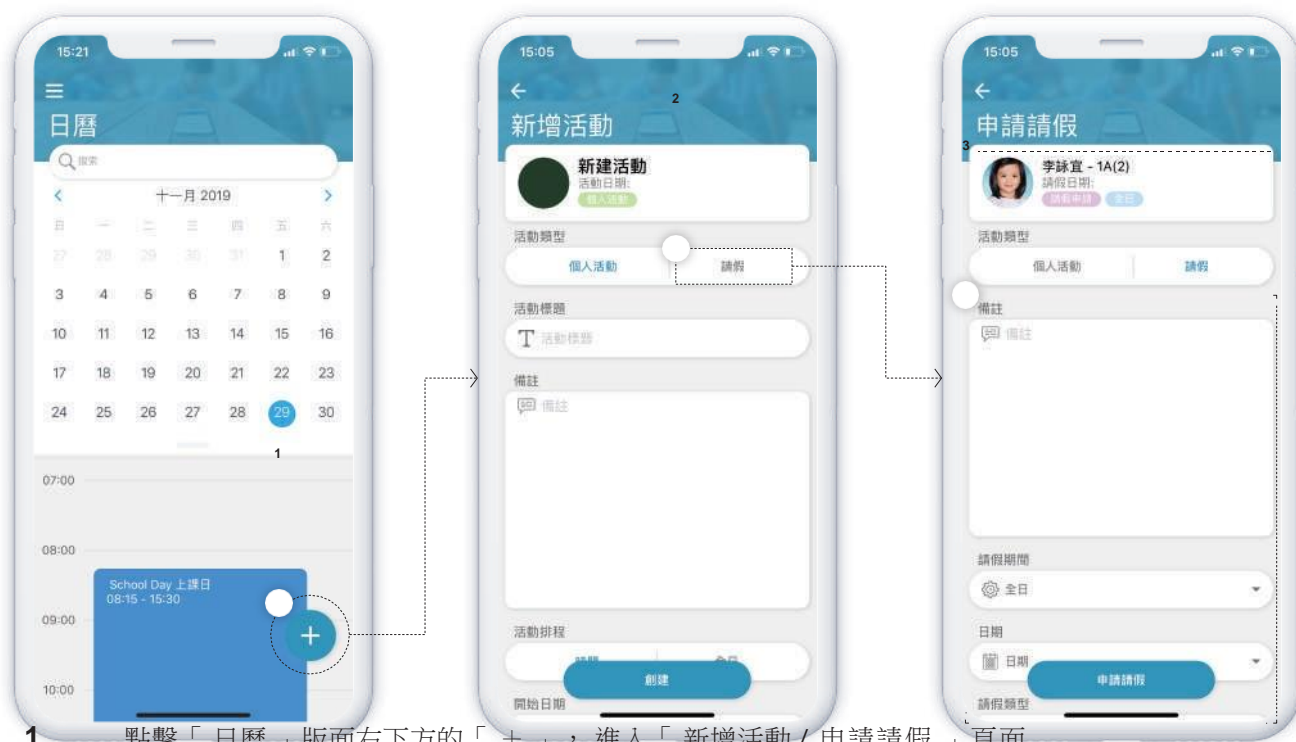 15:21
日曆
搜索
十一月 2019
日 一 二 三 四 五 六
27 28 29 30 31 1 2
3 4 5 6 7 8 9
10 11 12 13 14 15 16
17 18 19 20 21 22 23
24 25 26 27 28 29 30
1
07:00
08:00
School Day 上課日
08:15 - 15:30
09:00
+
10:00
15:05
2
新增活動
新建活動
活動日期:
個人活動
活動類型
個人活動 請假
活動標題
T 活動標題
備註
備註
活動排程
時間 全日
創建
開始日期
15:05
申請請假
3
李詠宜 - 1A(2)
請假日期:
請假申請 全日
活動類型
個人活動 請假
備註
備註
請假期間
全日
日期
日期
申請請假
請假類型
1 點擊「日曆」版面右下方的「 + 」，進入「新增活動 / 申請請假」頁面